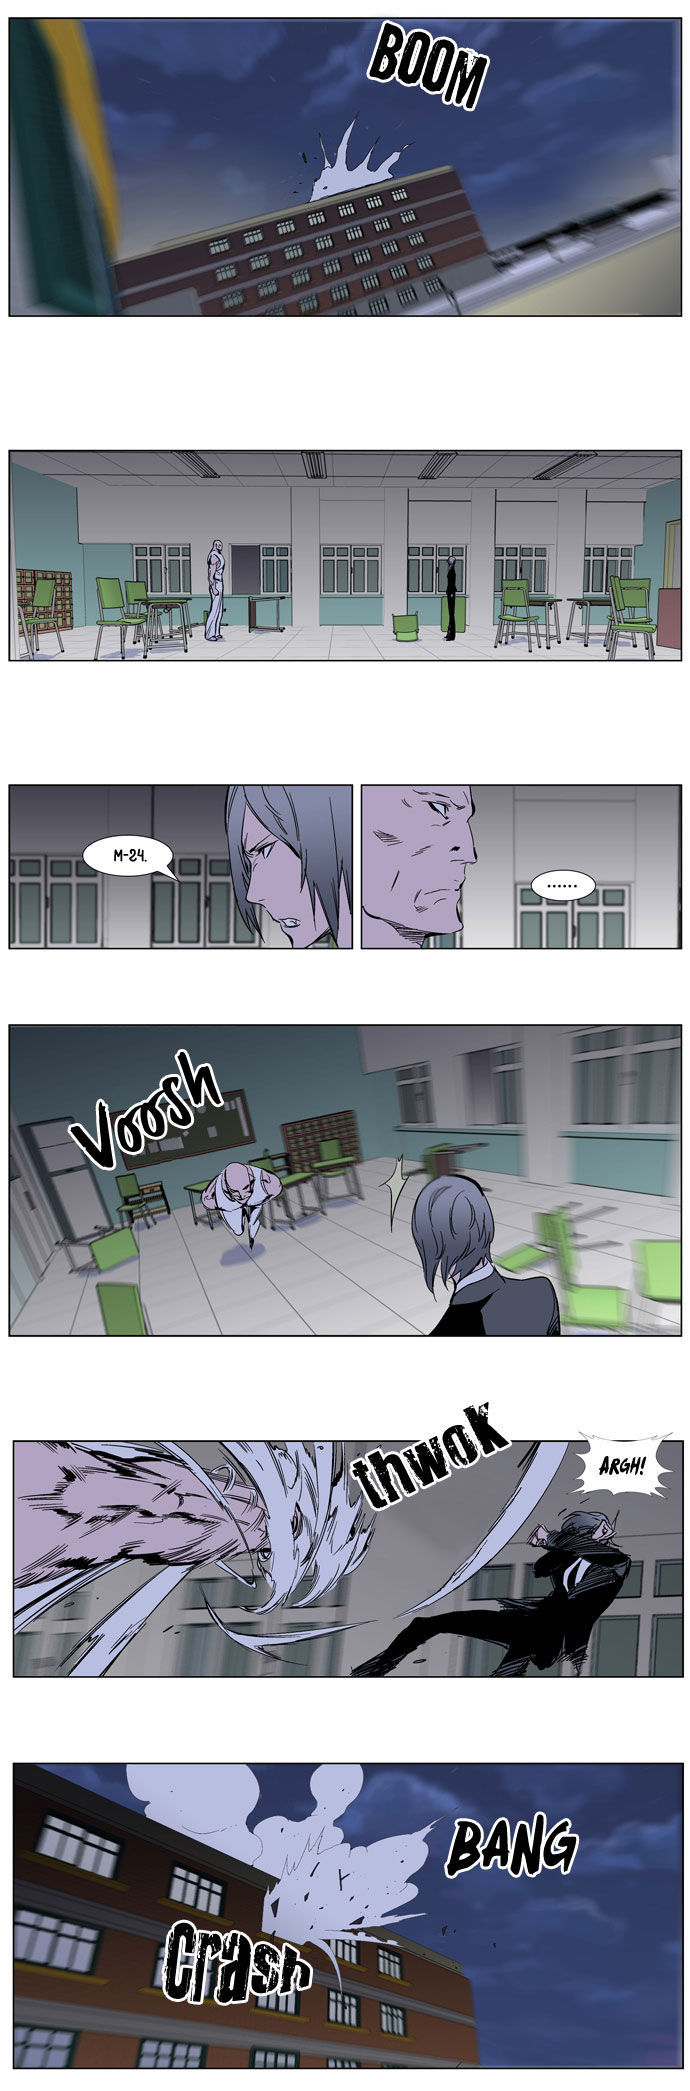 BOOM
M-24.
......
Voosh
thwok
ARGH!
BANG
Crash